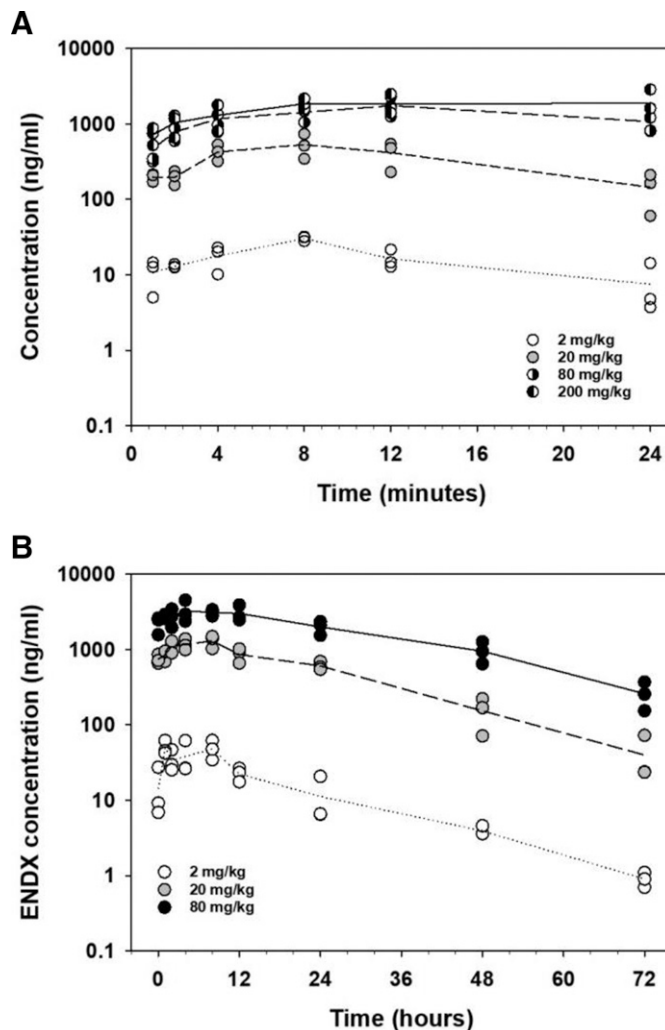 A
10000
1000
100
10
1
0.1
Concentration (ng/ml)
2 mg/kg
20 mg/kg
80 mg/kg
200 mg/kg
0 4 8 12 16 20 24
Time (minutes)
B
10000
1000
100
10
1
0.1
ENDX concentration (ng/ml)
2 mg/kg
20 mg/kg
80 mg/kg
0 12 24 36 48 60 72
Time (hours)